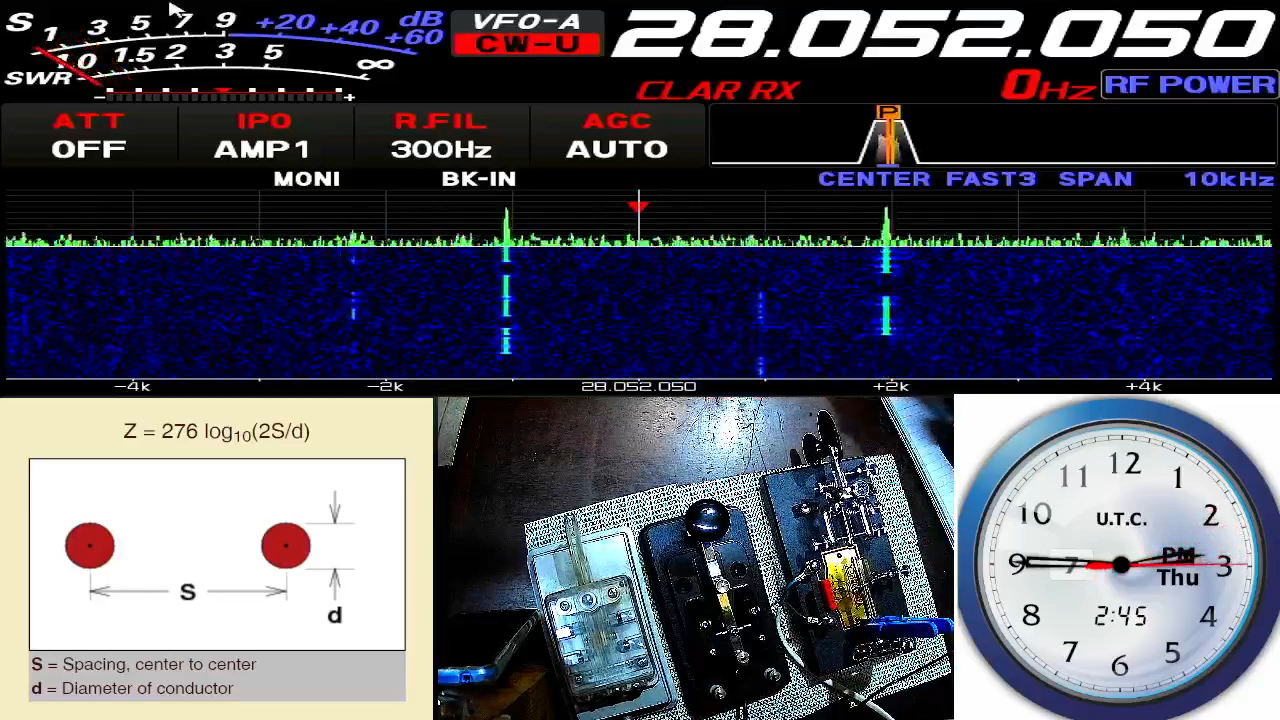 S 1 3 5 7 9 +20 +40 +60 dB
1.0 1.5 2 3 5 ∞
SWR
− +
VFO-A
CW-U
28.052.050
CLAR RX 0Hz RF POWER
ATT IPO R.FIL AGC
OFF AMP1 300Hz AUTO
P
MONI BK-IN CENTER FAST3 SPAN 10kHz
-4k -2k 28.052.050 +2k +4k
Z = 276 log₁₀(2S/d)
S
d
S = Spacing, center to center
d = Diameter of conductor
12
11 1
10 2
U.T.C.
PM
9 7 3
Thu
8 2:45 4
7 5
6